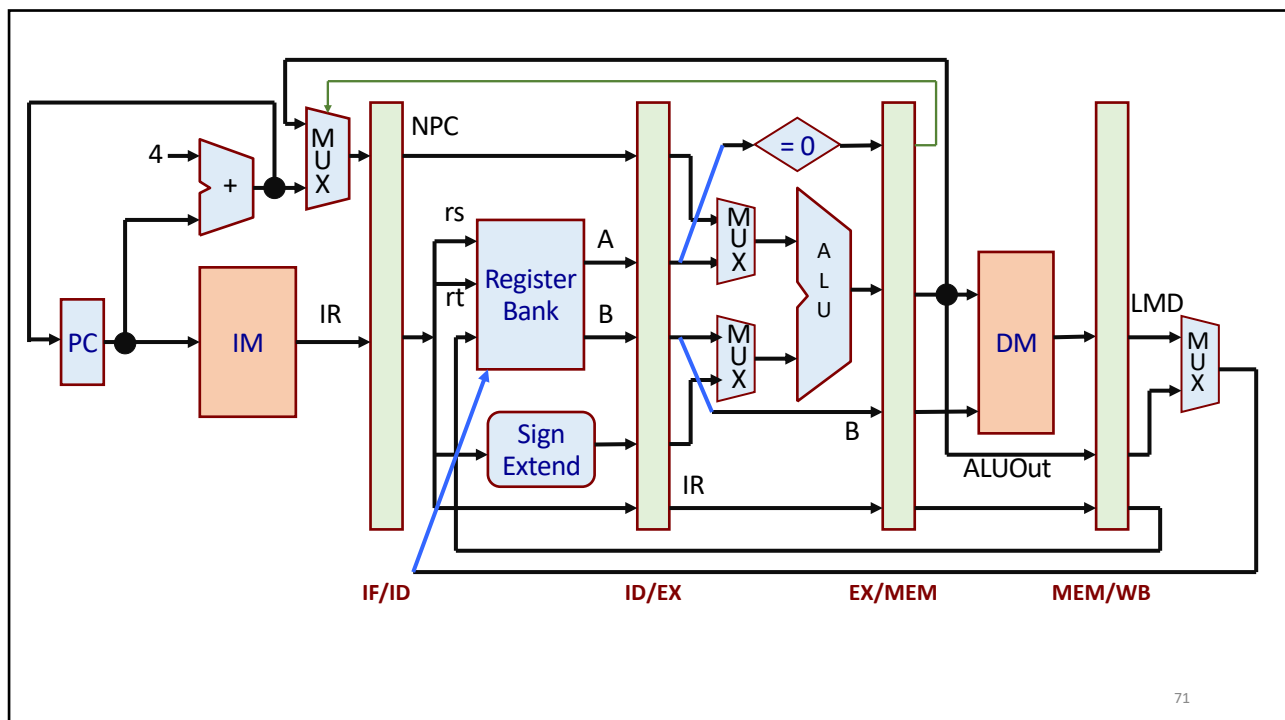 NPC
4
+
MUX
= 0
rs
rt
A
B
Register
Bank
MUX
MUX
ALU
PC
IM
IR
DM
LMD
MUX
Sign
Extend
B
ALUOut
IR
IF/ID
ID/EX
EX/MEM
MEM/WB
71